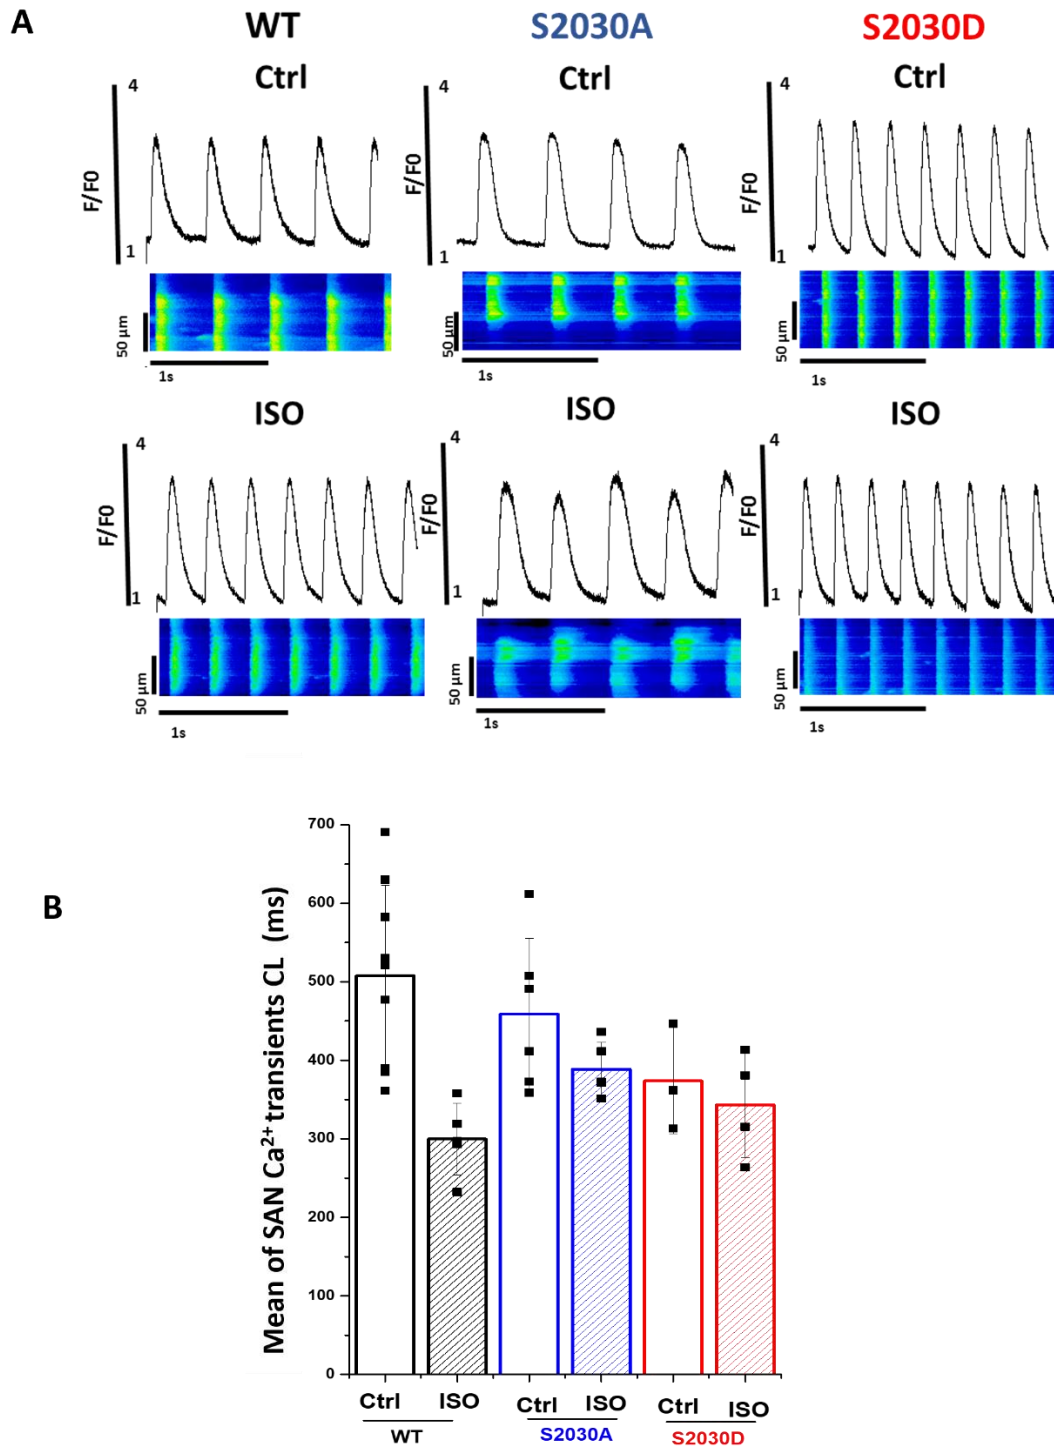 A
WT S2030A S2030D
Ctrl Ctrl Ctrl
4 4 4
F/F0 F/F0 F/F0
1 1 1
50 µm 50 µm 50 µm
1s 1s 1s
ISO ISO ISO
4 4 4
F/F0 F/F0 F/F0
1 1 1
50 µm 50 µm 50 µm
1s 1s 1s
B
Mean of SAN Ca²⁺ transients CL (ms)
700
600
500
400
300
200
100
0
Ctrl ISO Ctrl ISO Ctrl ISO
WT S2030A S2030D